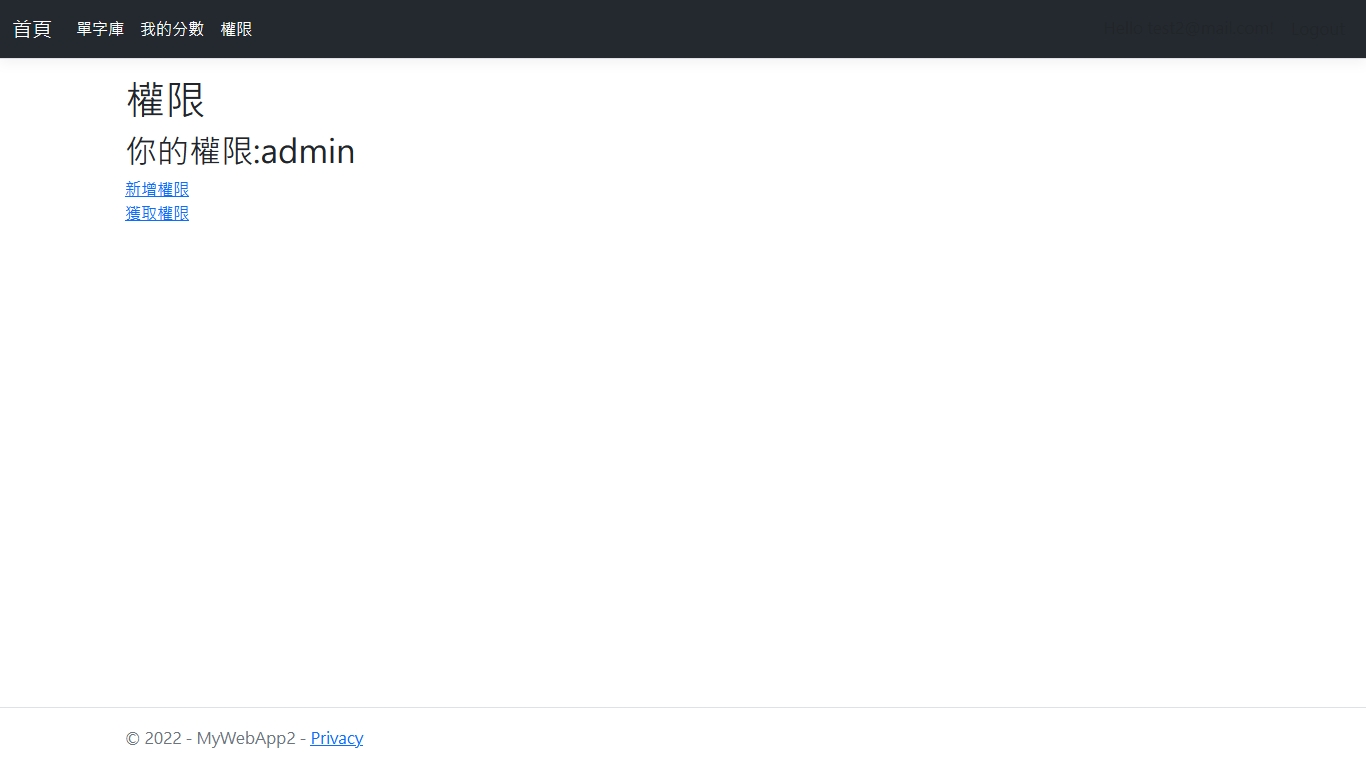 首頁 單字庫 我的分數 權限 Logout
權限
你的權限:admin
新增權限
獲取權限
© 2022 - MyWebApp2 - Privacy